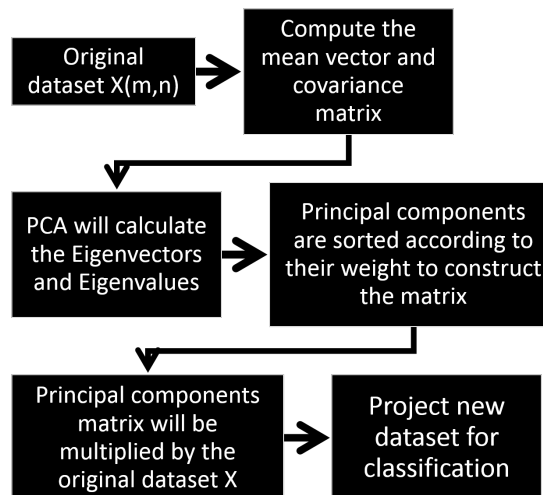 Original
dataset X(m,n)
Compute the
mean vector and
covariance
matrix
PCA will calculate
the Eigenvectors
and Eigenvalues
Principal components
are sorted according to
their weight to construct
the matrix
Principal components
matrix will be
multiplied by the
original dataset X
Project new
dataset for
classification